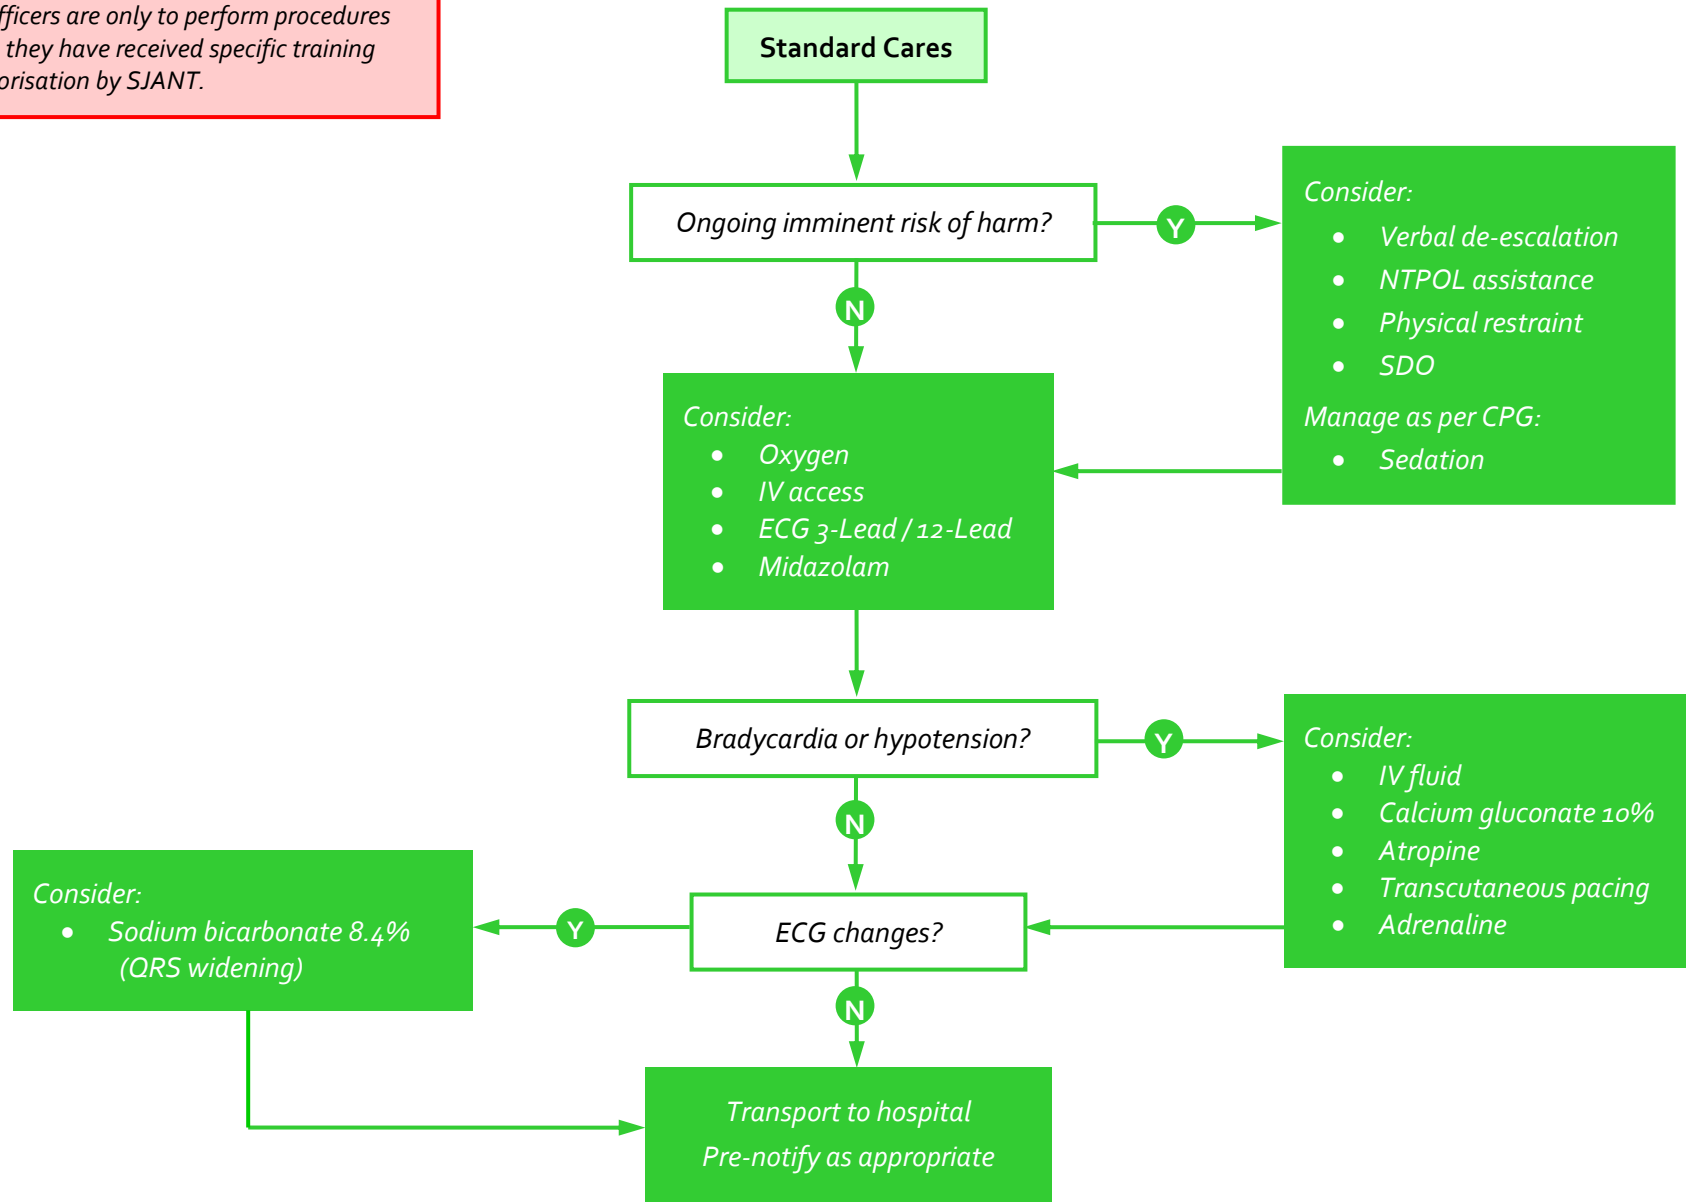 fficers are only to perform procedures
they have received specific training
orisation by SJANT.
Standard Cares
Ongoing imminent risk of harm?
Y
Consider:
• Verbal de-escalation
• NTPOL assistance
• Physical restraint
• SDO
Manage as per CPG:
• Sedation
N
Consider:
• Oxygen
• IV access
• ECG 3-Lead / 12-Lead
• Midazolam
Bradycardia or hypotension?
Y
Consider:
• IV fluid
• Calcium gluconate 10%
• Atropine
• Transcutaneous pacing
• Adrenaline
N
ECG changes?
Y
Consider:
• Sodium bicarbonate 8.4%
(QRS widening)
N
Transport to hospital
Pre-notify as appropriate